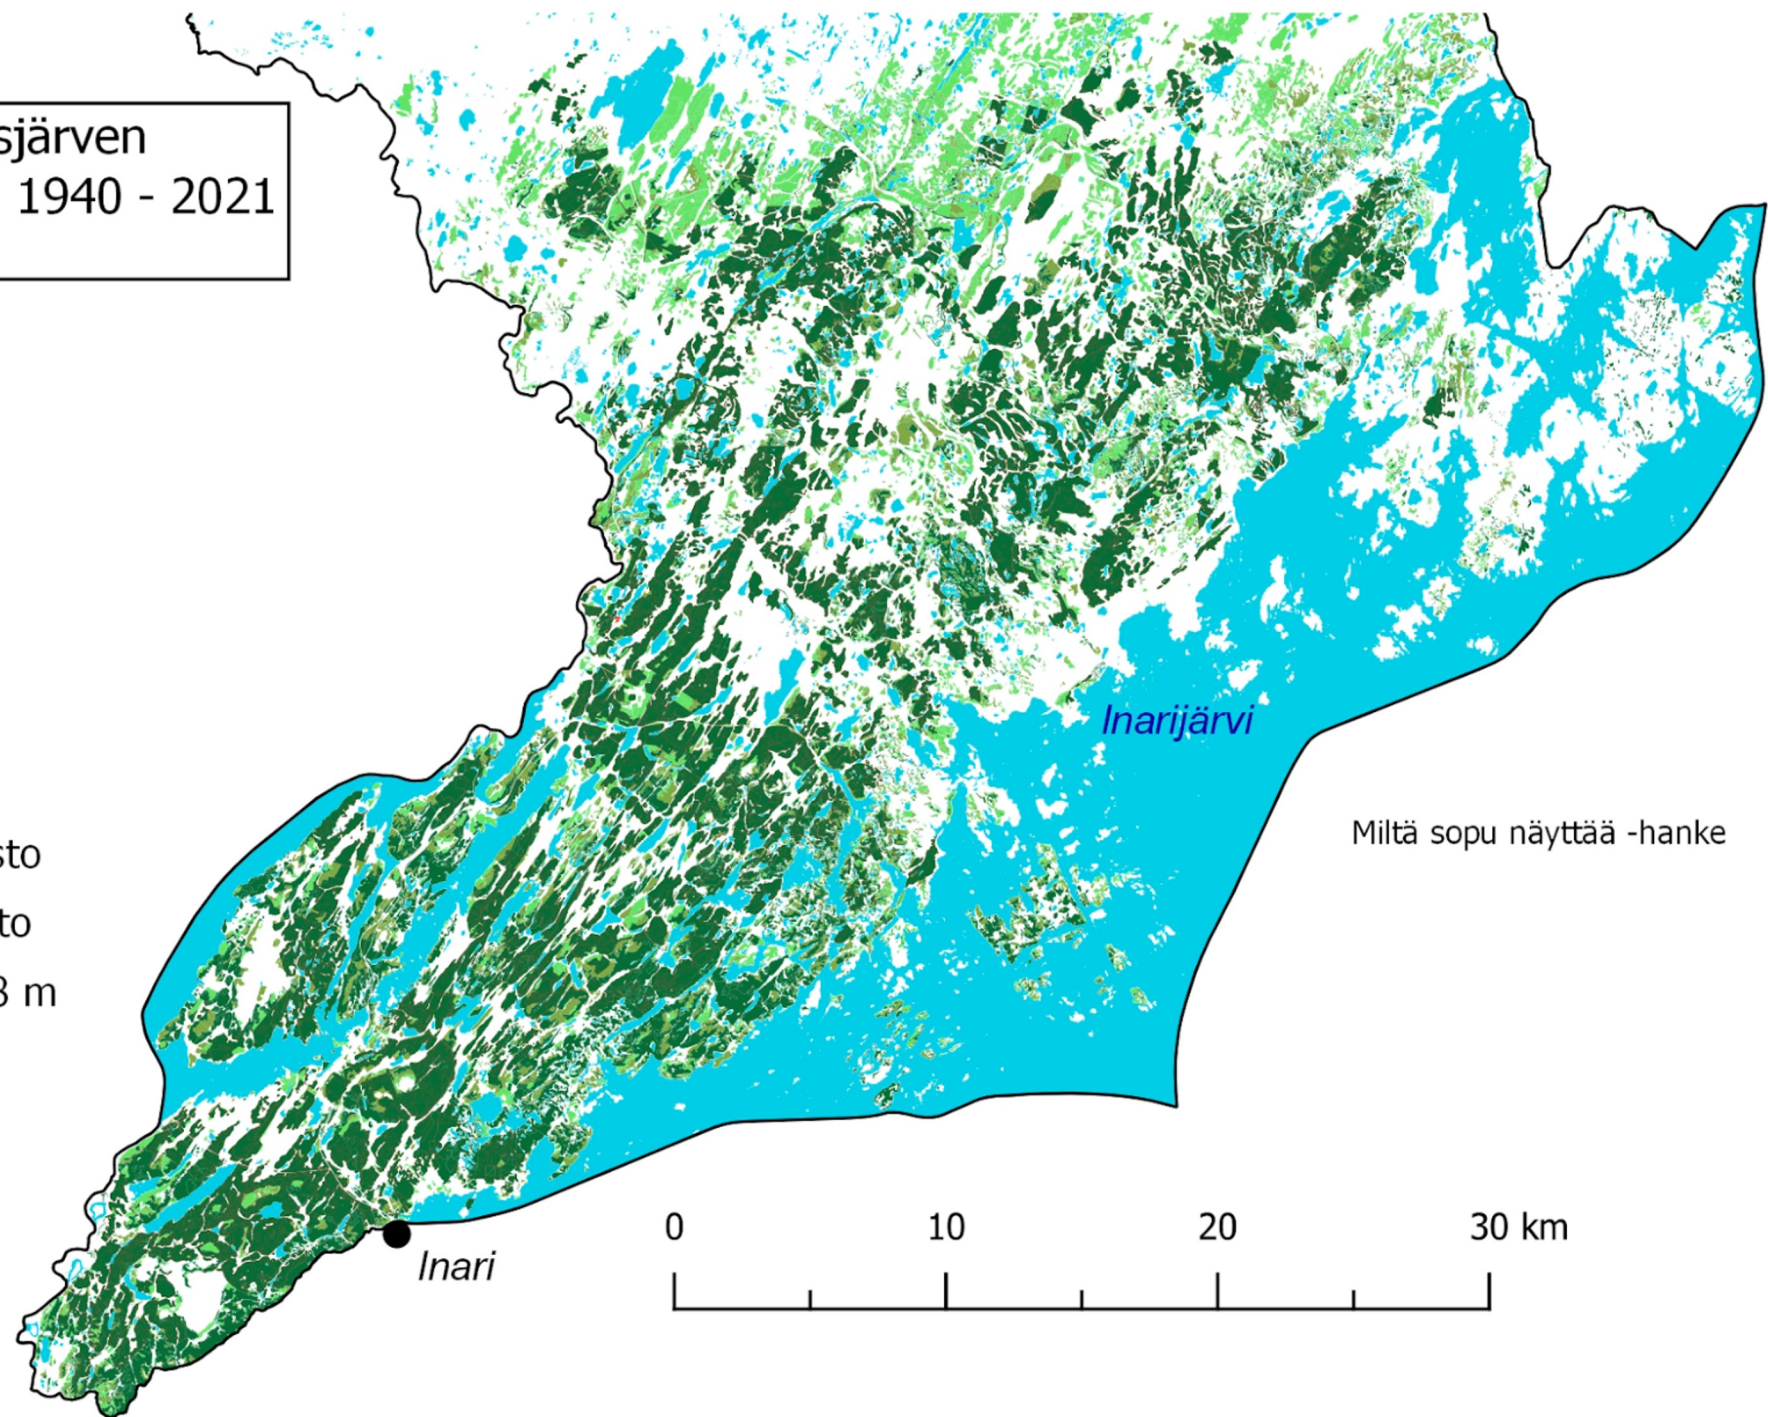 sjärven
1940 - 2021
Inarijärvi
Miltä sopu näyttää -hanke
sto
to
3 m
Inari
0 10 20 30 km